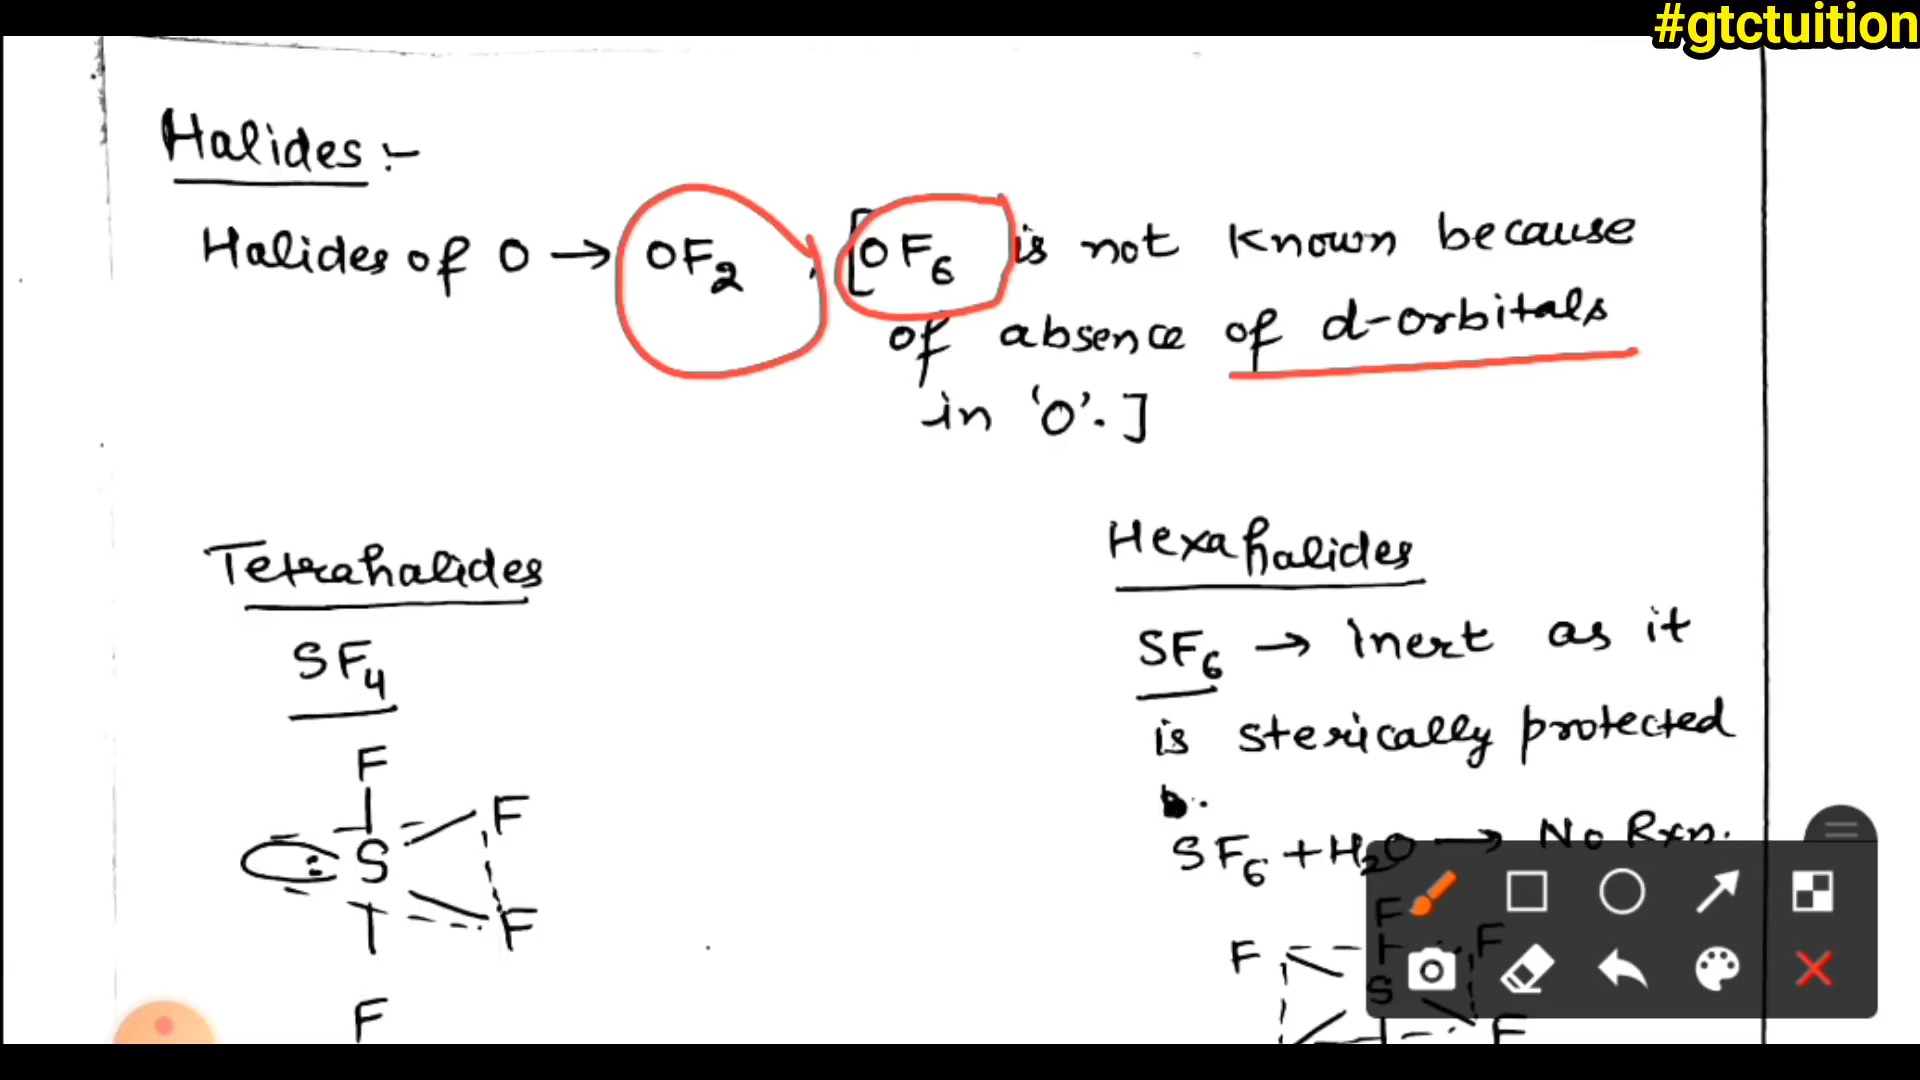 #gtctuition
Halides :-
Halides of O → OF₂ , [OF₆ is not known because
of absence of d-orbitals
in 'O'.]
Tetrahalides
SF₄
F
F
S
F
F
Hexahalides
SF₆ → inert as it
is sterically protected
SF₆ + H₂O → No Rxn.
F
F F
S
F